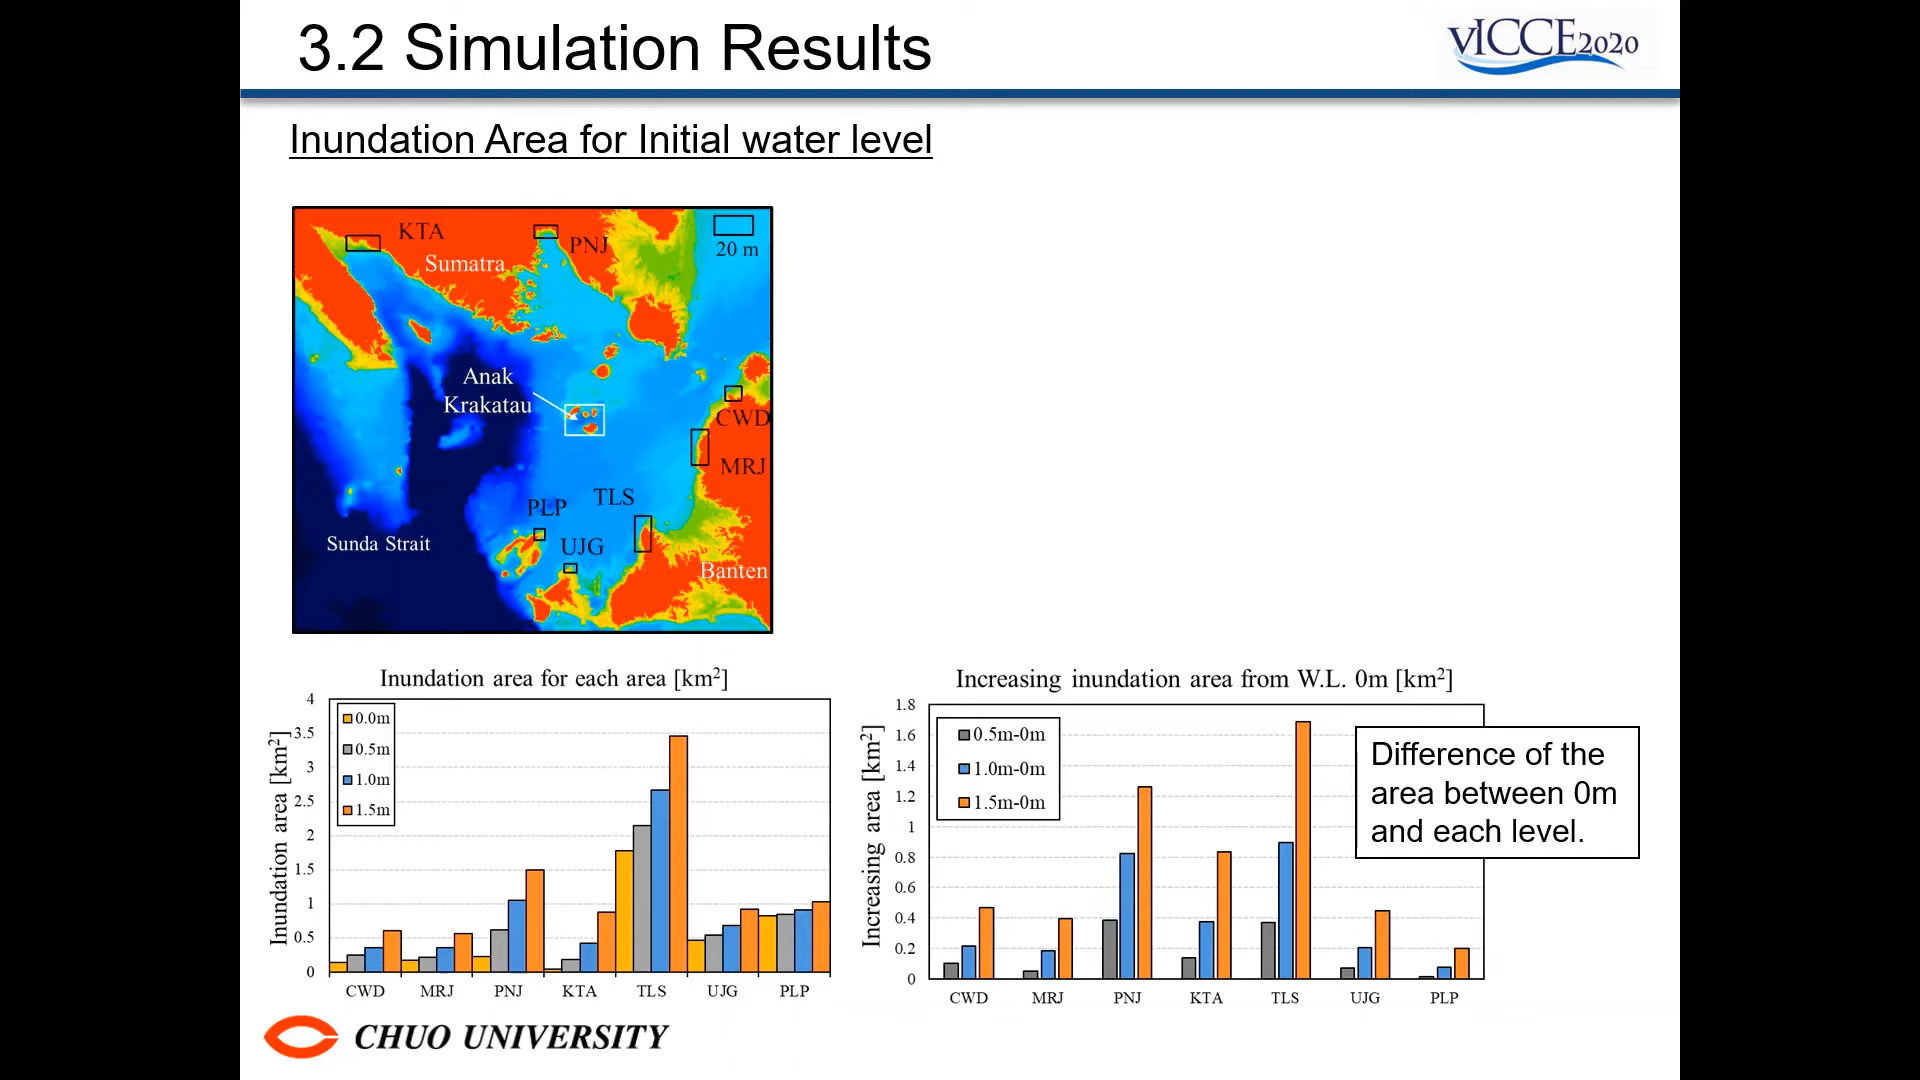 3.2 Simulation Results
vICCE2020
Inundation Area for Initial water level
KTA
PNJ
20 m
Sumatra
Anak
Krakatau
CWD
MRJ
TLS
PLP
UJG
Sunda Strait
Banten
Inundation area for each area [km²]
Inundation area [km²]
4
3.5
3
2.5
2
1.5
1
0.5
0
0.0m
0.5m
1.0m
1.5m
CWD MRJ PNJ KTA TLS UJG PLP
Increasing inundation area from W.L. 0m [km²]
Increasing area [km²]
1.8
1.6
1.4
1.2
1
0.8
0.6
0.4
0.2
0
0.5m-0m
1.0m-0m
1.5m-0m
CWD MRJ PNJ KTA TLS UJG PLP
Difference of the
area between 0m
and each level.
CHUO UNIVERSITY